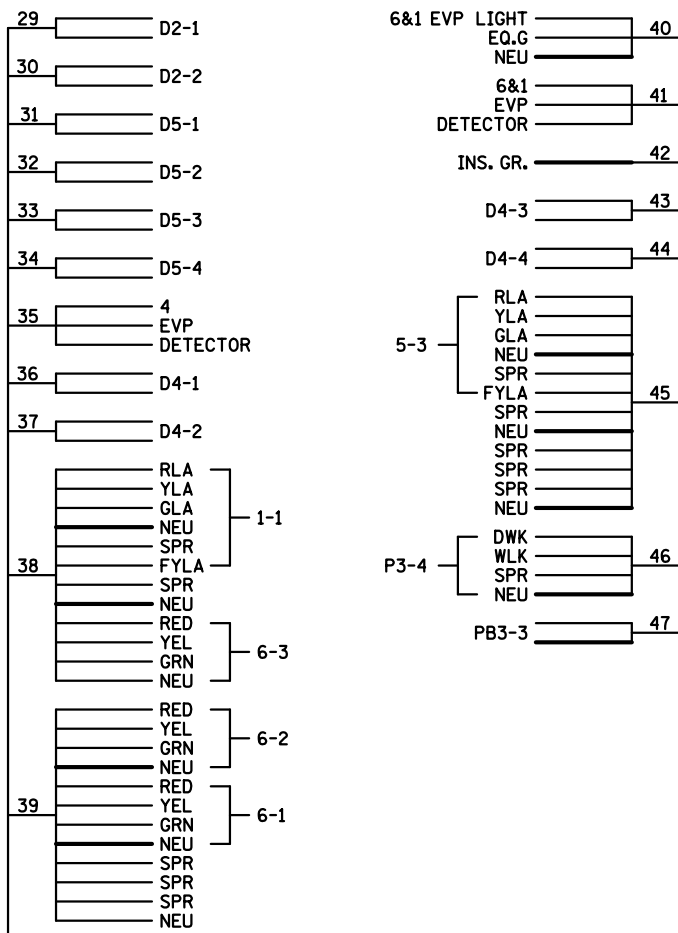 29
D2-1
30
D2-2
31
D5-1
32
D5-2
33
D5-3
34
D5-4
35
4
EVP
DETECTOR
36
D4-1
37
D4-2
38
RLA
YLA
GLA
NEU
SPR
FYLA
1-1
SPR
NEU
RED
YEL
GRN
NEU
6-3
39
RED
YEL
GRN
NEU
6-2
RED
YEL
GRN
NEU
6-1
SPR
SPR
SPR
NEU
6&1 EVP LIGHT
EQ.G
NEU
40
6&1
EVP
DETECTOR
41
INS. GR.
42
D4-3
43
D4-4
44
5-3
RLA
YLA
GLA
NEU
SPR
FYLA
SPR
NEU
SPR
SPR
SPR
NEU
45
P3-4
DWK
WLK
SPR
NEU
46
PB3-3
47